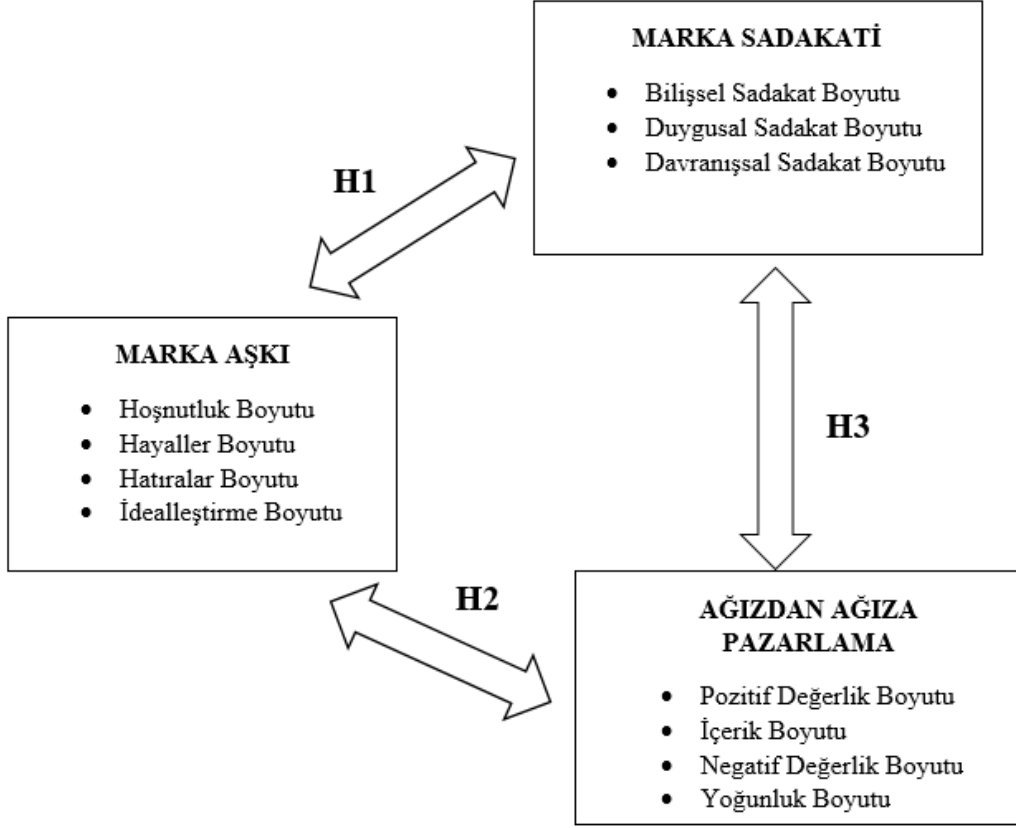 MARKA SADAKATİ
• Bilişsel Sadakat Boyutu
• Duygusal Sadakat Boyutu
• Davranışsal Sadakat Boyutu
H1
MARKA AŞKI
• Hoşnutluk Boyutu
• Hayaller Boyutu
• Hatıralar Boyutu
• İdealleştirme Boyutu
H3
H2
AĞIZDAN AĞIZA
PAZARLAMA
• Pozitif Değerlik Boyutu
• İçerik Boyutu
• Negatif Değerlik Boyutu
• Yoğunluk Boyutu